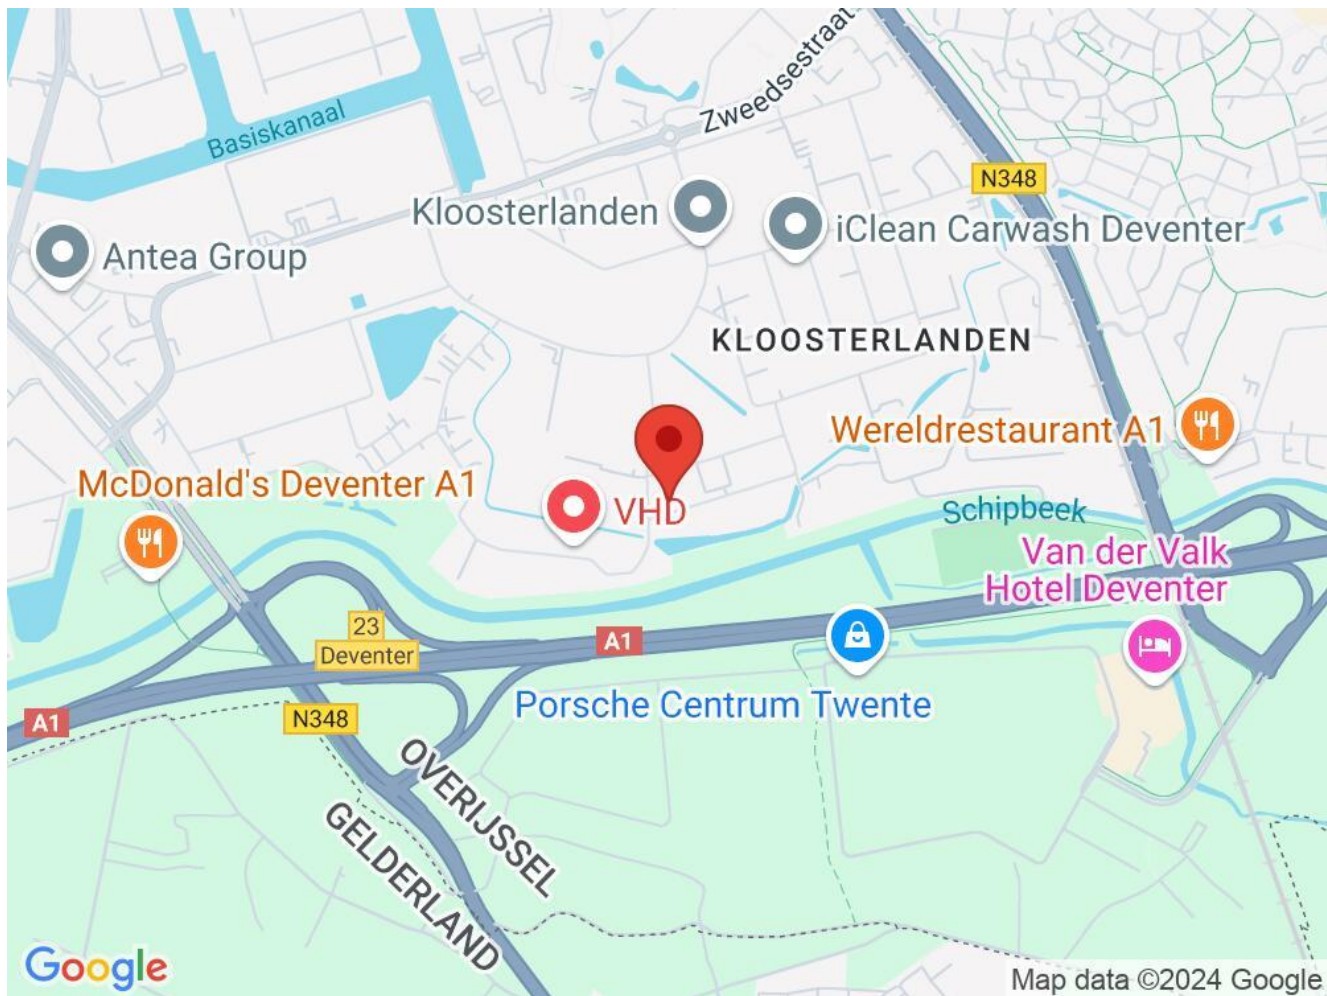 Zweedsestraat
Basiskanaal
N348
Kloosterlanden
iClean Carwash Deventer
Antea Group
KLOOSTERLANDEN
Wereldrestaurant A1
McDonald's Deventer A1
VHD
Schipbeek
Van der Valk
Hotel Deventer
23
Deventer
A1
Porsche Centrum Twente
A1
N348
OVERIJSSEL
GELDERLAND
Google
Map data ©2024 Google